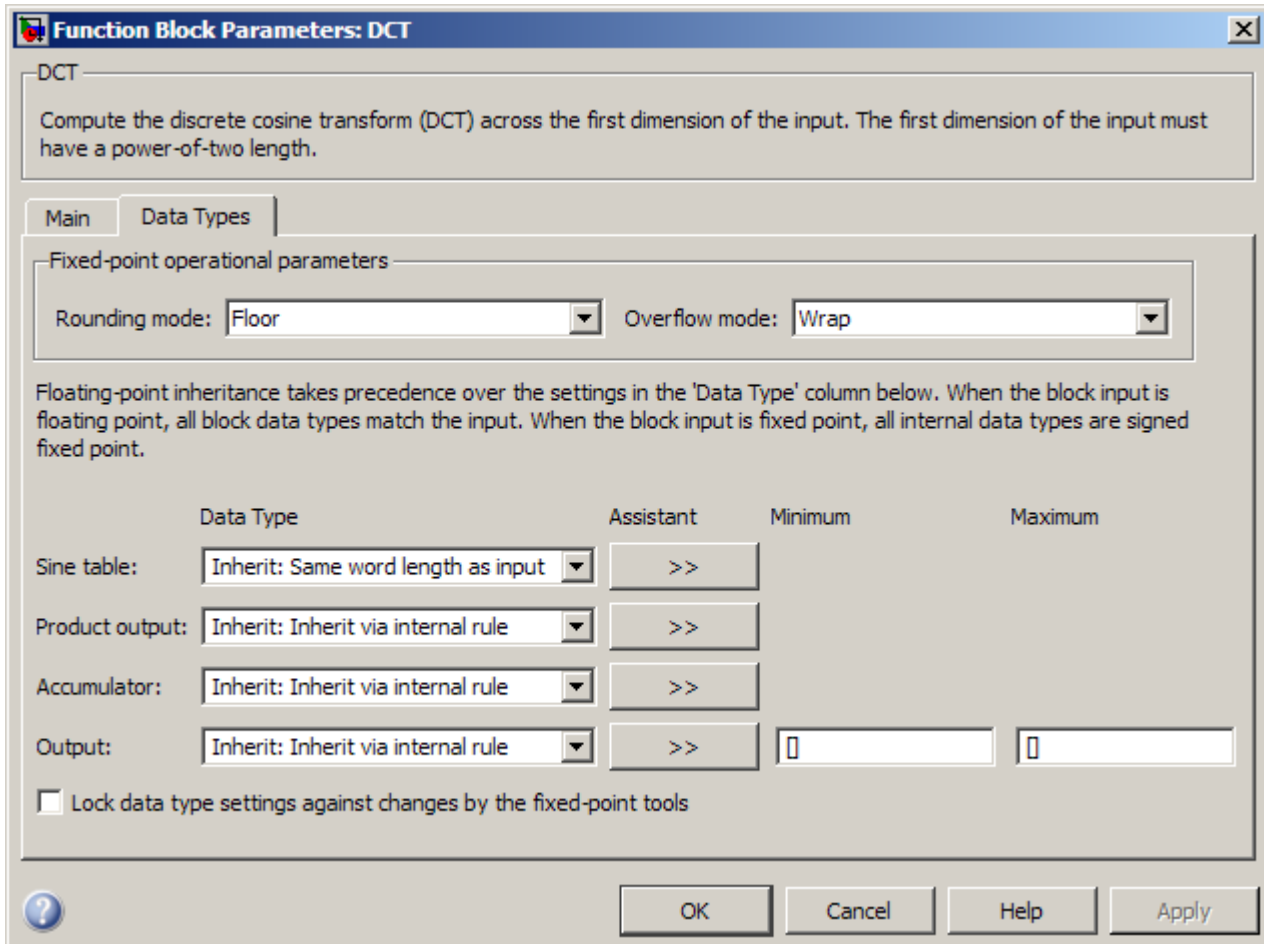 Function Block Parameters: DCT
DCT
Compute the discrete cosine transform (DCT) across the first dimension of the input. The first dimension of the input must
have a power-of-two length.
Main Data Types
Fixed-point operational parameters
Rounding mode: Floor Overflow mode: Wrap
Floating-point inheritance takes precedence over the settings in the 'Data Type' column below. When the block input is
floating point, all block data types match the input. When the block input is fixed point, all internal data types are signed
fixed point.
Data Type Assistant Minimum Maximum
Sine table: Inherit: Same word length as input >>
Product output: Inherit: Inherit via internal rule >>
Accumulator: Inherit: Inherit via internal rule >>
Output: Inherit: Inherit via internal rule >> [] []
Lock data type settings against changes by the fixed-point tools
? OK Cancel Help Apply